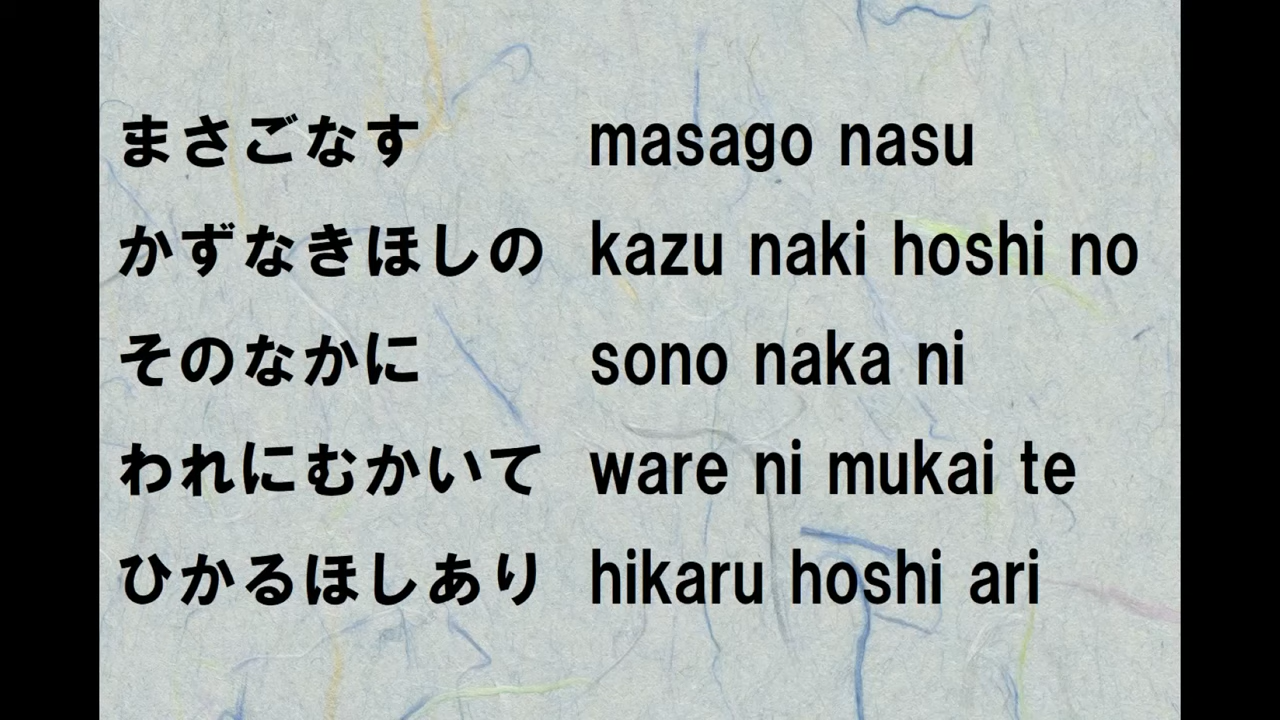 まさごなす masago nasu
かずなきほしの kazu naki hoshi no
そのなかに sono naka ni
われにむかいて ware ni mukai te
ひかるほしあり hikaru hoshi ari